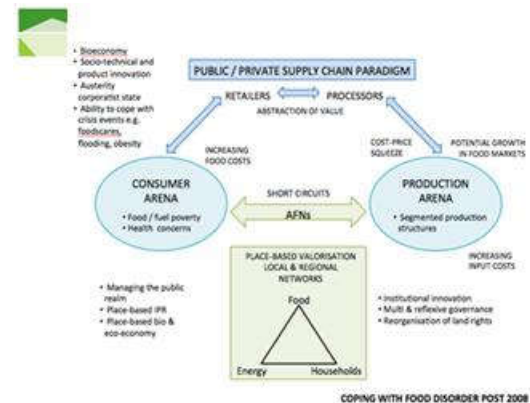 • Bioeconomy
• Socio-technical and
product innovation
• Austerity
corporatist state
• Ability to cope with
crisis events e.g.
foodscares,
flooding, obesity
PUBLIC / PRIVATE SUPPLY CHAIN PARADIGM
RETAILERS
PROCESSORS
ABSTRACTION OF VALUE
INCREASING
FOOD COSTS
COST-PRICE
SQUEEZE
POTENTIAL GROWTH
IN FOOD MARKETS
CONSUMER
ARENA
• Food / fuel poverty
• Health concerns
SHORT CIRCUITS
AFNs
PRODUCTION
ARENA
• Segmented production
structures
INCREASING
INPUT COSTS
PLACE-BASED VALORISATION
LOCAL & REGIONAL
NETWORKS
Food
Energy
Households
• Managing the public
realm
• Place-based IPR
• Place-based bio &
eco-economy
• Institutional innovation
• Multi & reflexive governance
• Reorganisation of land rights
COPING WITH FOOD DISORDER POST 2008